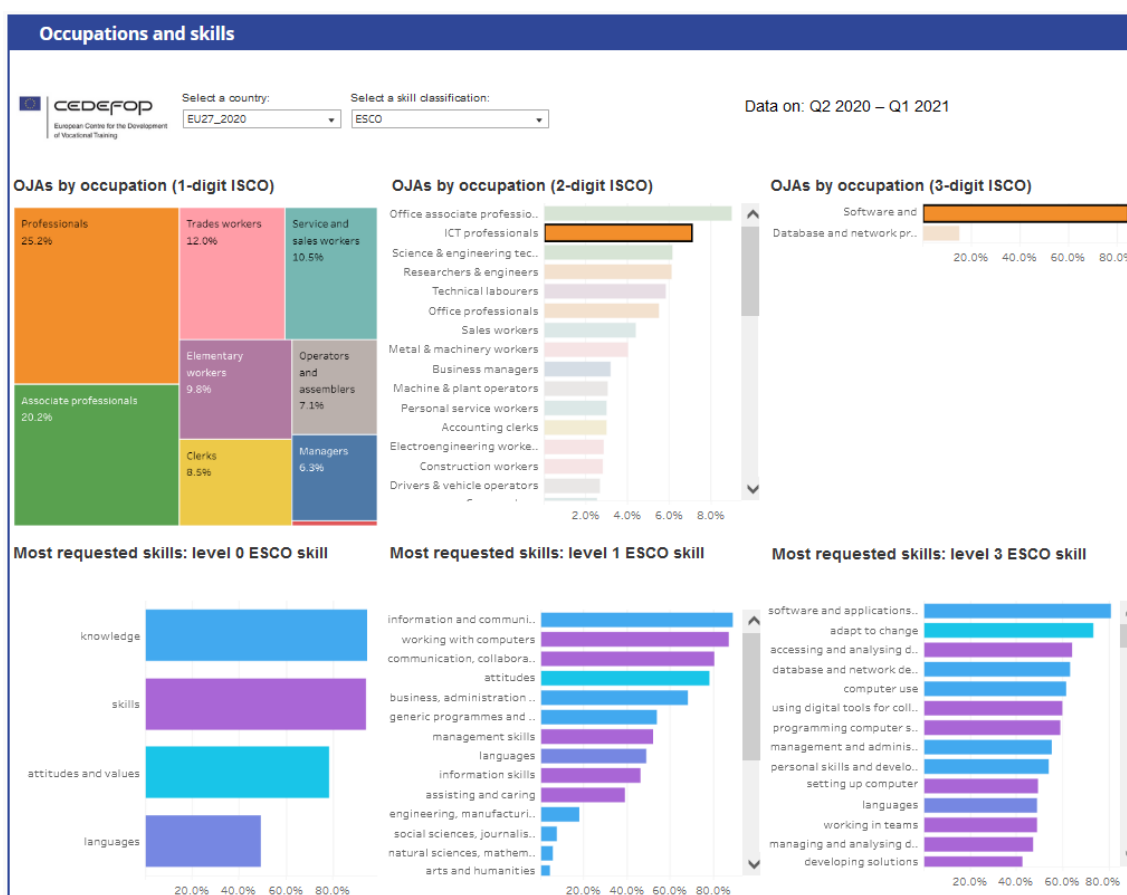 Occupations and skills
CEDEFOP
European Centre for the Development
of Vocational Training
Select a country:
EU27_2020
Select a skill classification:
ESCO
Data on: Q2 2020 – Q1 2021
OJAs by occupation (1-digit ISCO)
Professionals
25.2%
Trades workers
12.0%
Service and
sales workers
10.5%
Associate professionals
20.2%
Elementary
workers
9.8%
Operators
and
assemblers
7.1%
Clerks
8.5%
Managers
6.3%
OJAs by occupation (2-digit ISCO)
Office associate professio..
ICT professionals
Science & engineering tec..
Researchers & engineers
Technical labourers
Office professionals
Sales workers
Metal & machinery workers
Business managers
Machine & plant operators
Personal service workers
Accounting clerks
Electroengineering worke..
Construction workers
Drivers & vehicle operators
2.0% 4.0% 6.0% 8.0%
OJAs by occupation (3-digit ISCO)
Software and
Database and network pr..
20.0% 40.0% 60.0% 80.0%
Most requested skills: level 0 ESCO skill
knowledge
skills
attitudes and values
languages
20.0% 40.0% 60.0% 80.0%
Most requested skills: level 1 ESCO skill
information and communi..
working with computers
communication, collabora..
attitudes
business, administration ..
generic programmes and ..
management skills
languages
information skills
assisting and caring
engineering, manufacturi..
social sciences, journalis..
natural sciences, mathem..
arts and humanities
20.0% 40.0% 60.0% 80.0%
Most requested skills: level 3 ESCO skill
software and applications..
adapt to change
accessing and analysing d..
database and network de..
computer use
using digital tools for coll..
programming computer s..
management and adminis..
personal skills and develo..
setting up computer
languages
working in teams
managing and analysing d..
developing solutions
20.0% 40.0% 60.0% 80.0%